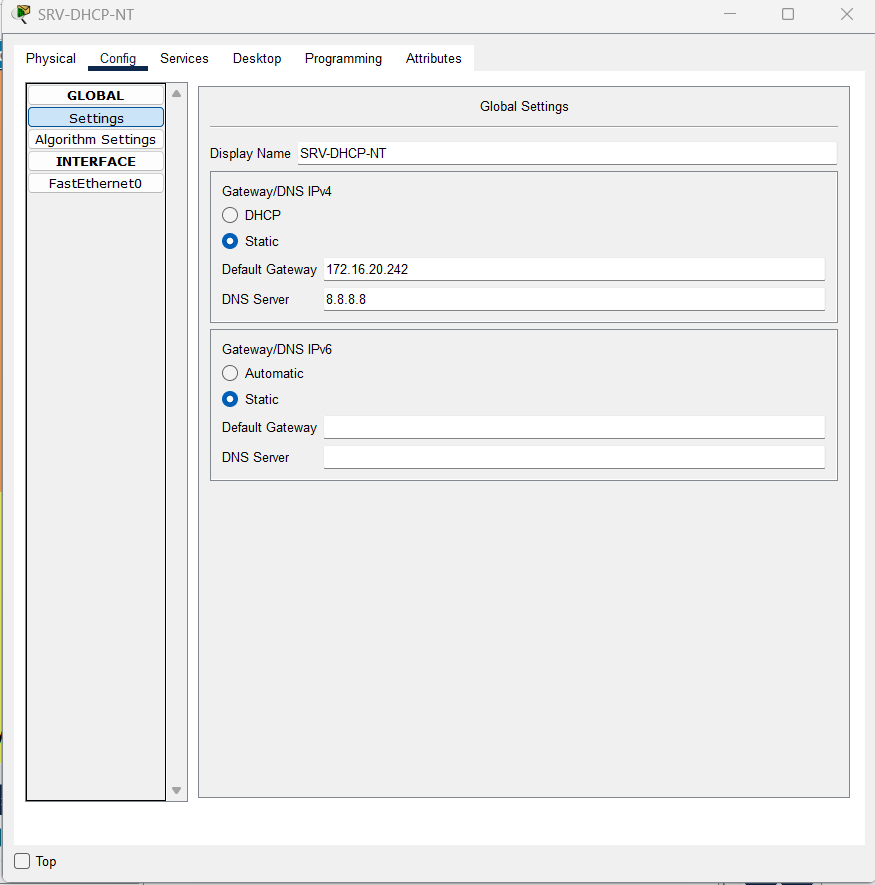 SRV-DHCP-NT
Physical Config Services Desktop Programming Attributes
GLOBAL
Settings
Algorithm Settings
INTERFACE
FastEthernet0
Global Settings
Display Name SRV-DHCP-NT
Gateway/DNS IPv4
DHCP
Static
Default Gateway 172.16.20.242
DNS Server 8.8.8.8
Gateway/DNS IPv6
Automatic
Static
Default Gateway
DNS Server
Top